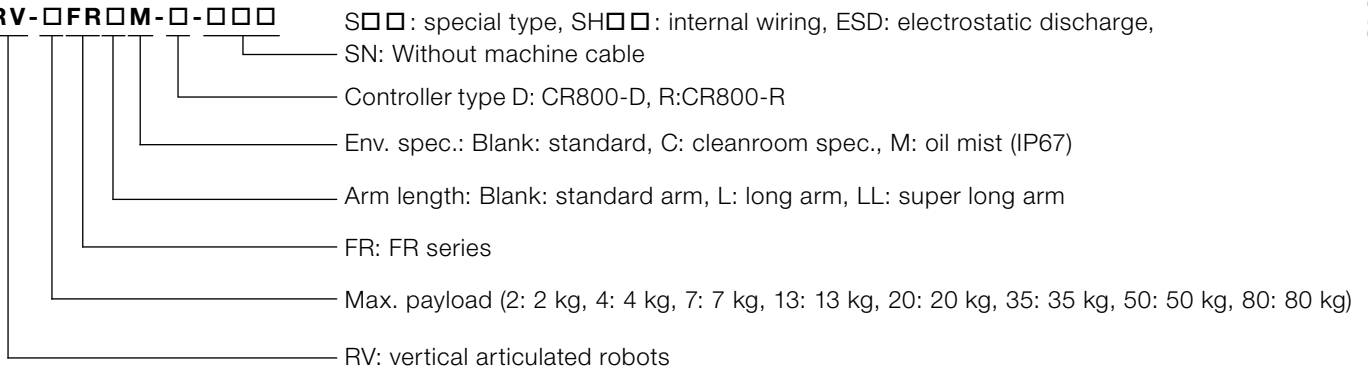 RV-□FR□M-□-□□□
S□□: special type, SH□□: internal wiring, ESD: electrostatic discharge,
SN: Without machine cable
Controller type D: CR800-D, R:CR800-R
Env. spec.: Blank: standard, C: cleanroom spec., M: oil mist (IP67)
Arm length: Blank: standard arm, L: long arm, LL: super long arm
FR: FR series
Max. payload (2: 2 kg, 4: 4 kg, 7: 7 kg, 13: 13 kg, 20: 20 kg, 35: 35 kg, 50: 50 kg, 80: 80 kg)
RV: vertical articulated robots